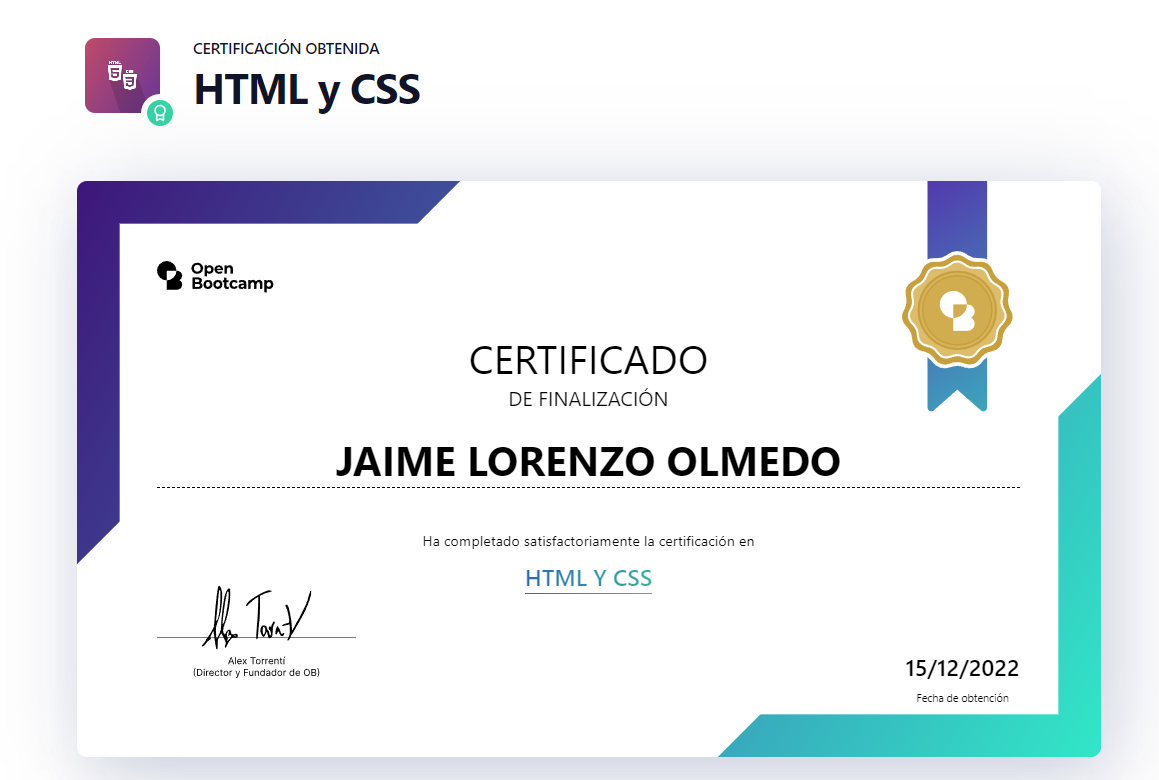 CERTIFICACIÓN OBTENIDA
HTML y CSS
HTML
CSS
Open
Bootcamp
CERTIFICADO
DE FINALIZACIÓN
JAIME LORENZO OLMEDO
Ha completado satisfactoriamente la certificación en
HTML Y CSS
Alex Torrentí
(Director y Fundador de OB)
15/12/2022
Fecha de obtención